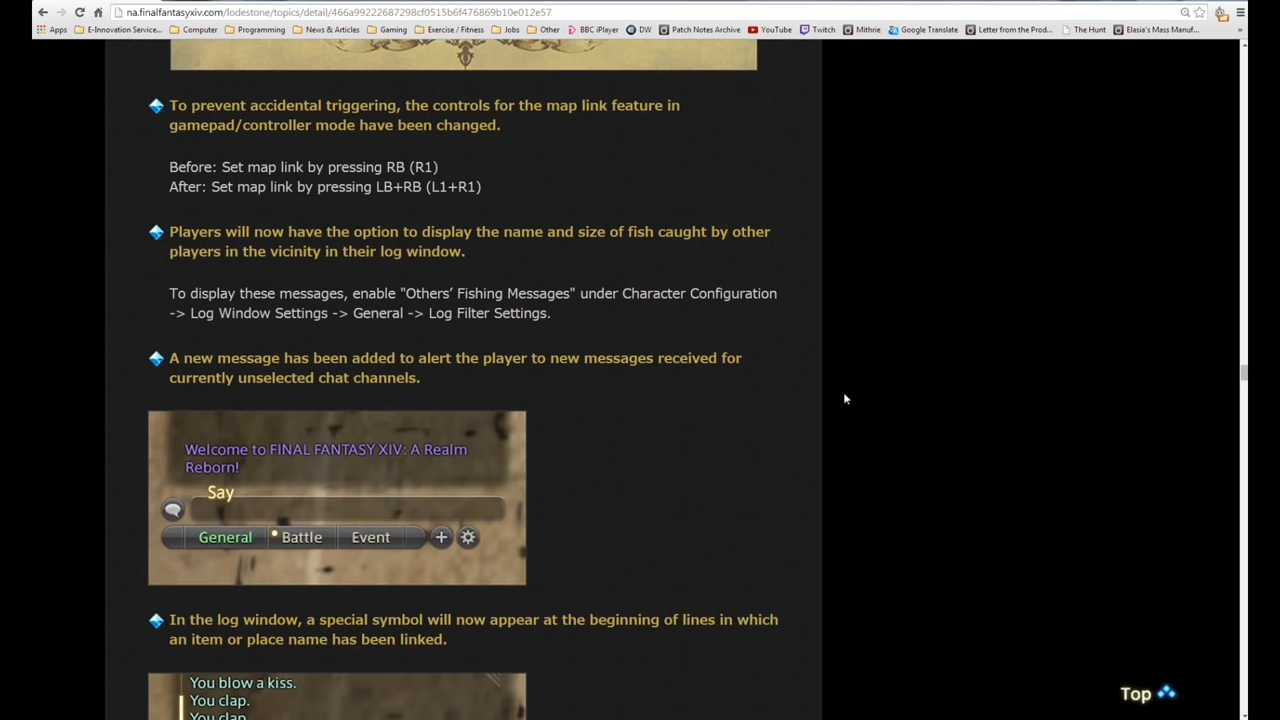 na.finalfantasyxiv.com/lodestone/topics/detail/466a99222687298cf0515b6f476869b10e012e57
Apps E-Innovation Service... Computer Programming News & Articles Gaming Exercise / Fitness Jobs Other BBC iPlayer DW Patch Notes Archive YouTube Twitch Mithrie Google Translate Letter from the Prod... The Hunt Elasia's Mass Manuf... »
To prevent accidental triggering, the controls for the map link feature in
gamepad/controller mode have been changed.
Before: Set map link by pressing RB (R1)
After: Set map link by pressing LB+RB (L1+R1)
Players will now have the option to display the name and size of fish caught by other
players in the vicinity in their log window.
To display these messages, enable "Others’ Fishing Messages" under Character Configuration
-> Log Window Settings -> General -> Log Filter Settings.
A new message has been added to alert the player to new messages received for
currently unselected chat channels.
Welcome to FINAL FANTASY XIV: A Realm
Reborn!
Say
General Battle Event
In the log window, a special symbol will now appear at the beginning of lines in which
an item or place name has been linked.
You blow a kiss.
You clap.
You clap.
Top